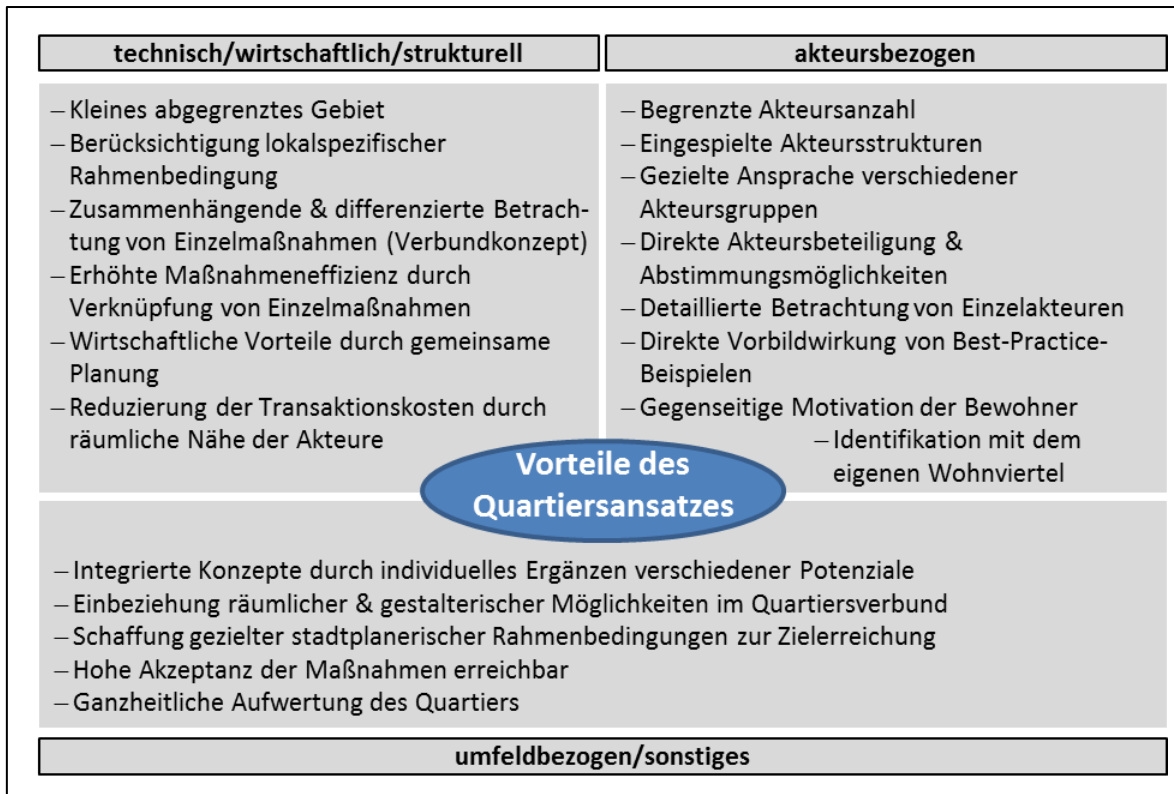 technisch/wirtschaftlich/strukturell
– Kleines abgegrenztes Gebiet
– Berücksichtigung lokalspezifischer
Rahmenbedingung
– Zusammenhängende & differenzierte Betrach-
tung von Einzelmaßnahmen (Verbundkonzept)
– Erhöhte Maßnahmeneffizienz durch
Verknüpfung von Einzelmaßnahmen
– Wirtschaftliche Vorteile durch gemeinsame
Planung
– Reduzierung der Transaktionskosten durch
räumliche Nähe der Akteure
akteursbezogen
– Begrenzte Akteursanzahl
– Eingespielte Akteursstrukturen
– Gezielte Ansprache verschiedener
Akteursgruppen
– Direkte Akteursbeteiligung &
Abstimmungsmöglichkeiten
– Detaillierte Betrachtung von Einzelakteuren
– Direkte Vorbildwirkung von Best-Practice-
Beispielen
– Gegenseitige Motivation der Bewohner
– Identifikation mit dem
eigenen Wohnviertel
Vorteile des
Quartiersansatzes
– Integrierte Konzepte durch individuelles Ergänzen verschiedener Potenziale
– Einbeziehung räumlicher & gestalterischer Möglichkeiten im Quartiersverbund
– Schaffung gezielter stadtplanerischer Rahmenbedingungen zur Zielerreichung
– Hohe Akzeptanz der Maßnahmen erreichbar
– Ganzheitliche Aufwertung des Quartiers
umfeldbezogen/sonstiges